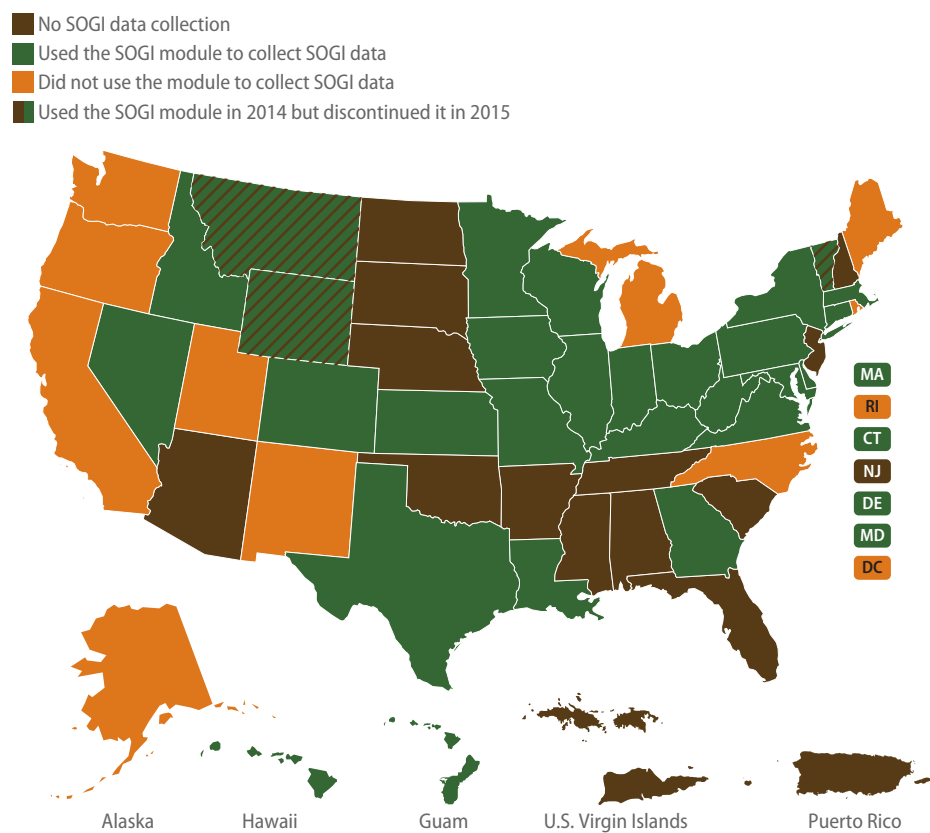 No SOGI data collection
Used the SOGI module to collect SOGI data
Did not use the module to collect SOGI data
Used the SOGI module in 2014 but discontinued it in 2015
MA
RI
CT
NJ
DE
MD
DC
Alaska Hawaii Guam U.S. Virgin Islands Puerto Rico